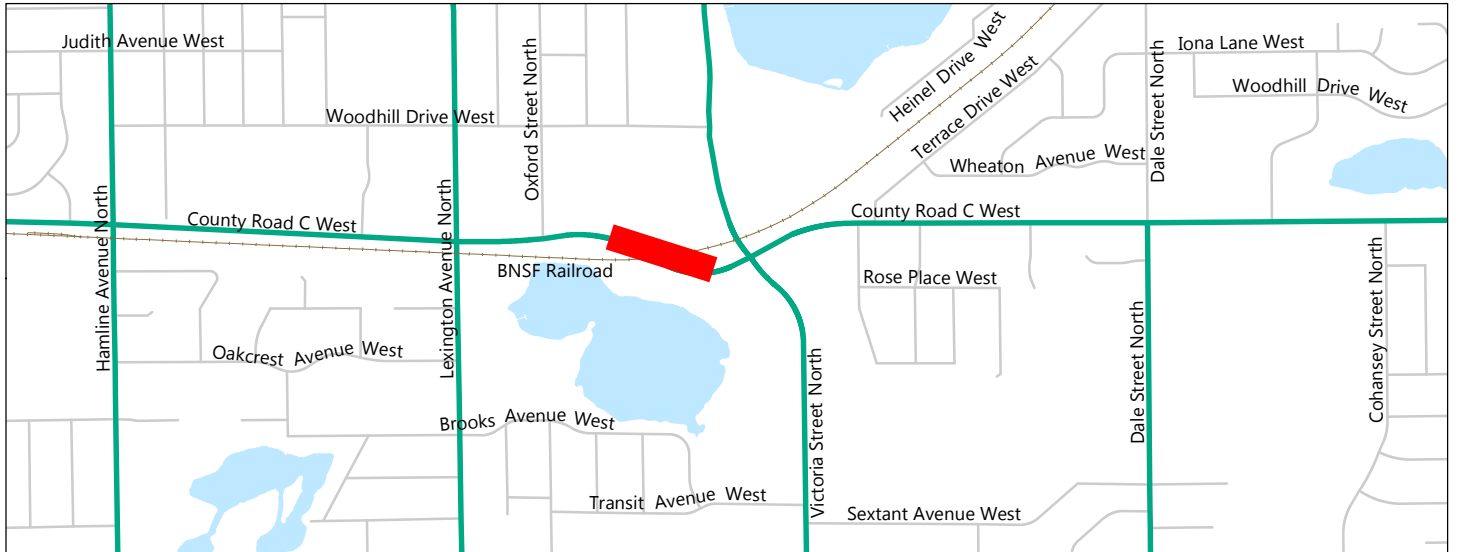 Judith Avenue West
Iona Lane West
Heinel Drive West
Terrace Drive West
Dale Street North
Woodhill Drive West
Woodhill Drive West
Oxford Street North
Wheaton Avenue West
County Road C West
County Road C West
Hamline Avenue North
Lexington Avenue North
BNSF Railroad
Rose Place West
Oakcrest Avenue West
Dale Street North
Cohansey Street North
Victoria Street North
Brooks Avenue West
Transit Avenue West
Sextant Avenue West